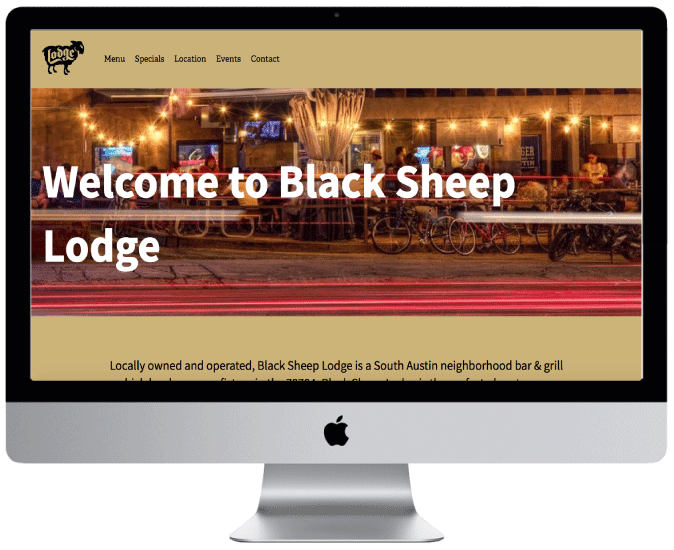 Lodge
Menu Specials Location Events Contact
Welcome to Black Sheep
Lodge
Locally owned and operated, Black Sheep Lodge is a South Austin neighborhood bar & grill